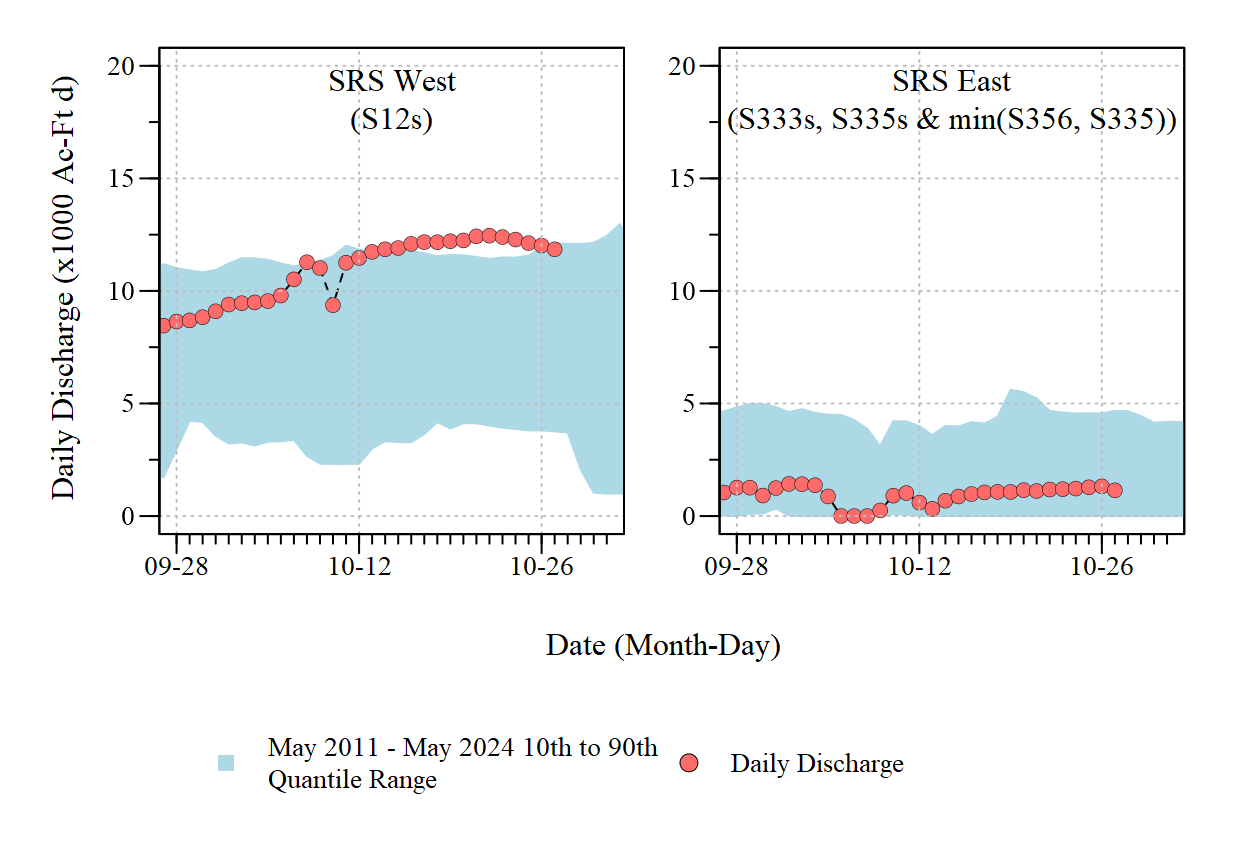 SRS West
(S12s)
Daily Discharge (x1000 Ac-Ft d)
20
15
10
5
0
09-28
10-12
10-26
SRS East
(S333s, S335s & min(S356, S335))
20
15
10
5
0
09-28
10-12
10-26
Date (Month-Day)
May 2011 - May 2024 10th to 90th
Quantile Range
Daily Discharge